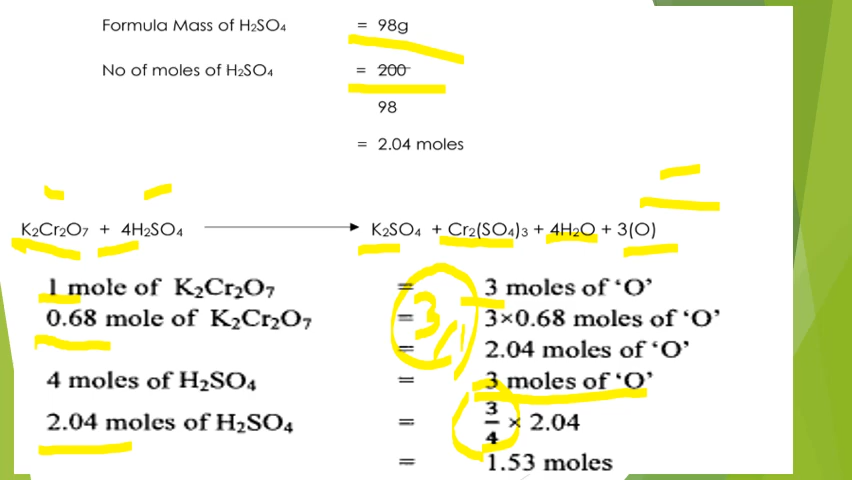 Formula Mass of H₂SO₄ = 98g
No of moles of H₂SO₄ = 200
98
= 2.04 moles
K₂Cr₂O₇ + 4H₂SO₄ ⟶ K₂SO₄ + Cr₂(SO₄)₃ + 4H₂O + 3(O)
1 mole of K₂Cr₂O₇ = 3 moles of ‘O’
0.68 mole of K₂Cr₂O₇ = 3×0.68 moles of ‘O’
= 2.04 moles of ‘O’
4 moles of H₂SO₄ = 3 moles of ‘O’
2.04 moles of H₂SO₄ = 3/4 × 2.04
= 1.53 moles
3/1